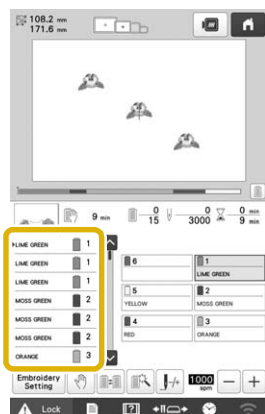 108.2 mm
171.6 mm
9 min
0
15
0
3000
0 min
9 min
LIME GREEN 1
LIME GREEN 1
LIME GREEN 1
MOSS GREEN 2
MOSS GREEN 2
MOSS GREEN 2
ORANGE 3
6
1
LIME GREEN
5
YELLOW
2
MOSS GREEN
4
RED
3
ORANGE
Embroidery
Setting
1000
spm
Lock